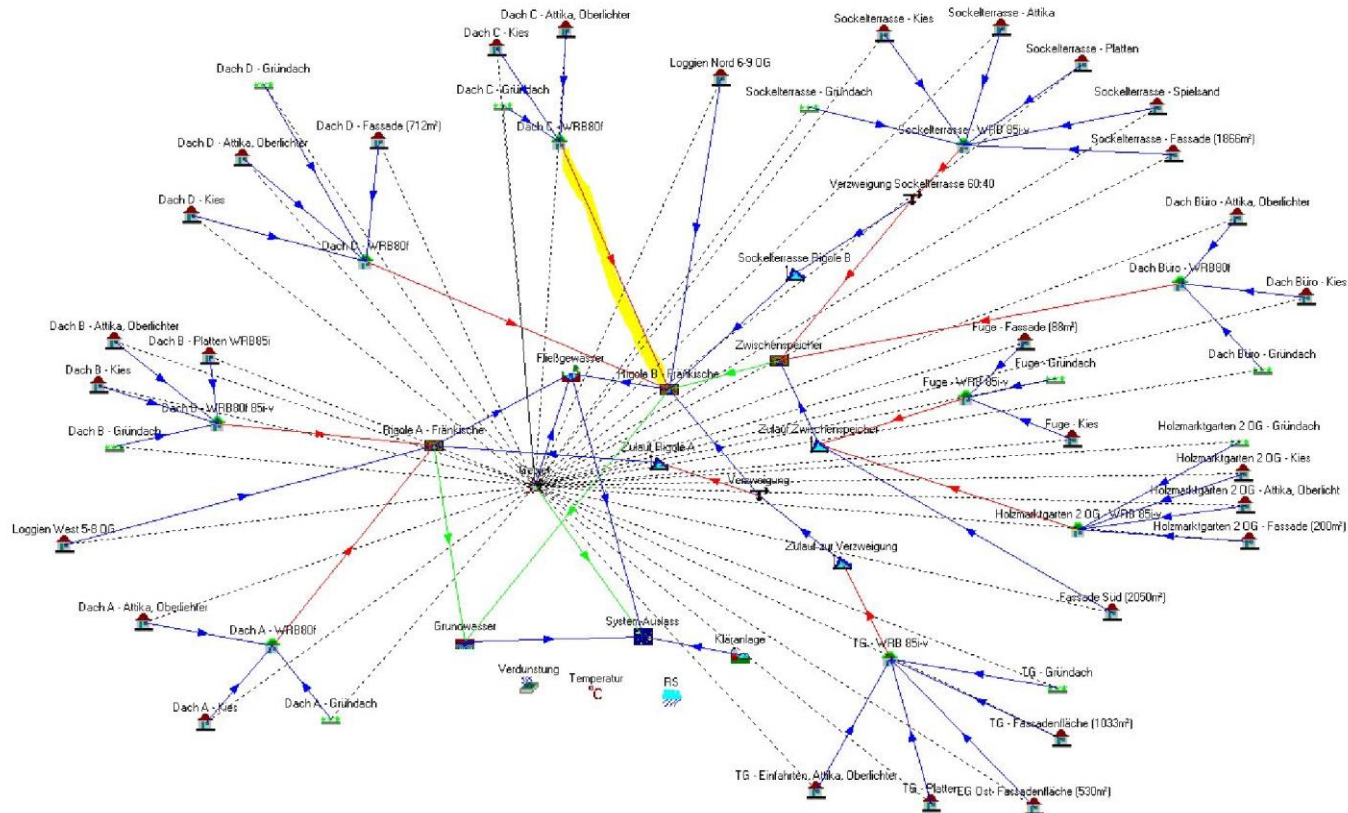 Dach C - Attika, Oberlichter
Dach C - Kies
Sockelterrasse - Kies
Sockelterrasse - Attika
Sockelterrasse - Platten
Loggien Nord 6-9 OG
Dach D - Gründach
Dach C - Gründach
Sockelterrasse - Gründach
Sockelterrasse - Spielsand
Dach D - Fassade (712m²)
Dach C - WRB80f
Sockelterrasse - WRB 85i-v
Sockelterrasse - Fassade (1866m²)
Dach D - Attika, Oberlichter
Verzweigung Sockelterrasse 60:40
Dach D - Kies
Dach Büro - Attika, Oberlichter
Dach D - WRB80f
Sockelterrasse Rigole B
Dach Büro - WRB80f
Dach Büro - Kies
Dach B - Attika, Oberlichter
Dach B - Platten WRB85i
Fuge - Fassade (88m²)
Zwischenspeicher
Dach B - Kies
Fließgewässer
Rigole B - Fränkische
Fuge - Gründach
Dach Büro - Gründach
Fuge - WRB 85i-v
WRB80f 85i-v
Dach B - Gründach
Rigole A - Fränkische
Zulauf Zwischenspeicher
Fuge - Kies
Holzmarktgarten 2 OG - Gründach
Zulauf Rigole A
Holzmarktgarten 2 OG - Kies
Verzweigung
Holzmarktgarten 2 OG - Attika, Oberlicht
Loggien West 5-8 OG
Holzmarktgarten 2 OG - WRB 85i-v
Holzmarktgarten 2 OG - Fassade (200m²)
Zulauf zur Verzweigung
Dach A - Attika, Oberlichter
Fassade Süd (2050m²)
Dach A - WRB80f
Grundwasser
System-Auslass
Kläranlage
TG - WRB 85i-v
Verdunstung
Temperatur
°C
RS
TG - Gründach
Dach A - Kies
Dach A - Gründach
TG - Fassadenfläche (1033m²)
TG - Einfahrten, Attika, Oberlichter
TG - Platten
EG Ost- Fassadenfläche (530m²)